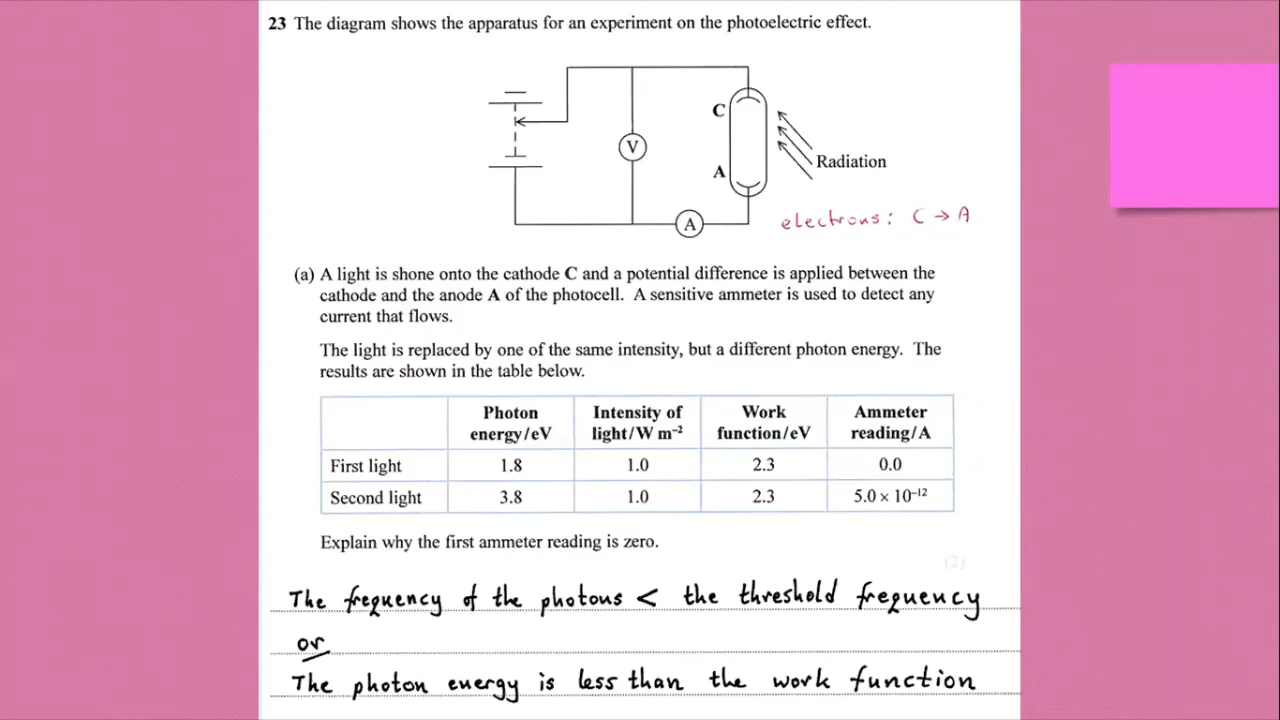 23 The diagram shows the apparatus for an experiment on the photoelectric effect.
C
V
A
Radiation
A
electrons: C → A
(a) A light is shone onto the cathode C and a potential difference is applied between the
cathode and the anode A of the photocell. A sensitive ammeter is used to detect any
current that flows.
The light is replaced by one of the same intensity, but a different photon energy. The
results are shown in the table below.
Photon energy/eV Intensity of light/W m⁻² Work function/eV Ammeter reading/A
First light 1.8 1.0 2.3 0.0
Second light 3.8 1.0 2.3 5.0 × 10⁻¹²
Explain why the first ammeter reading is zero.
(2)
The frequency of the photons < the threshold frequency
or
The photon energy is less than the work function